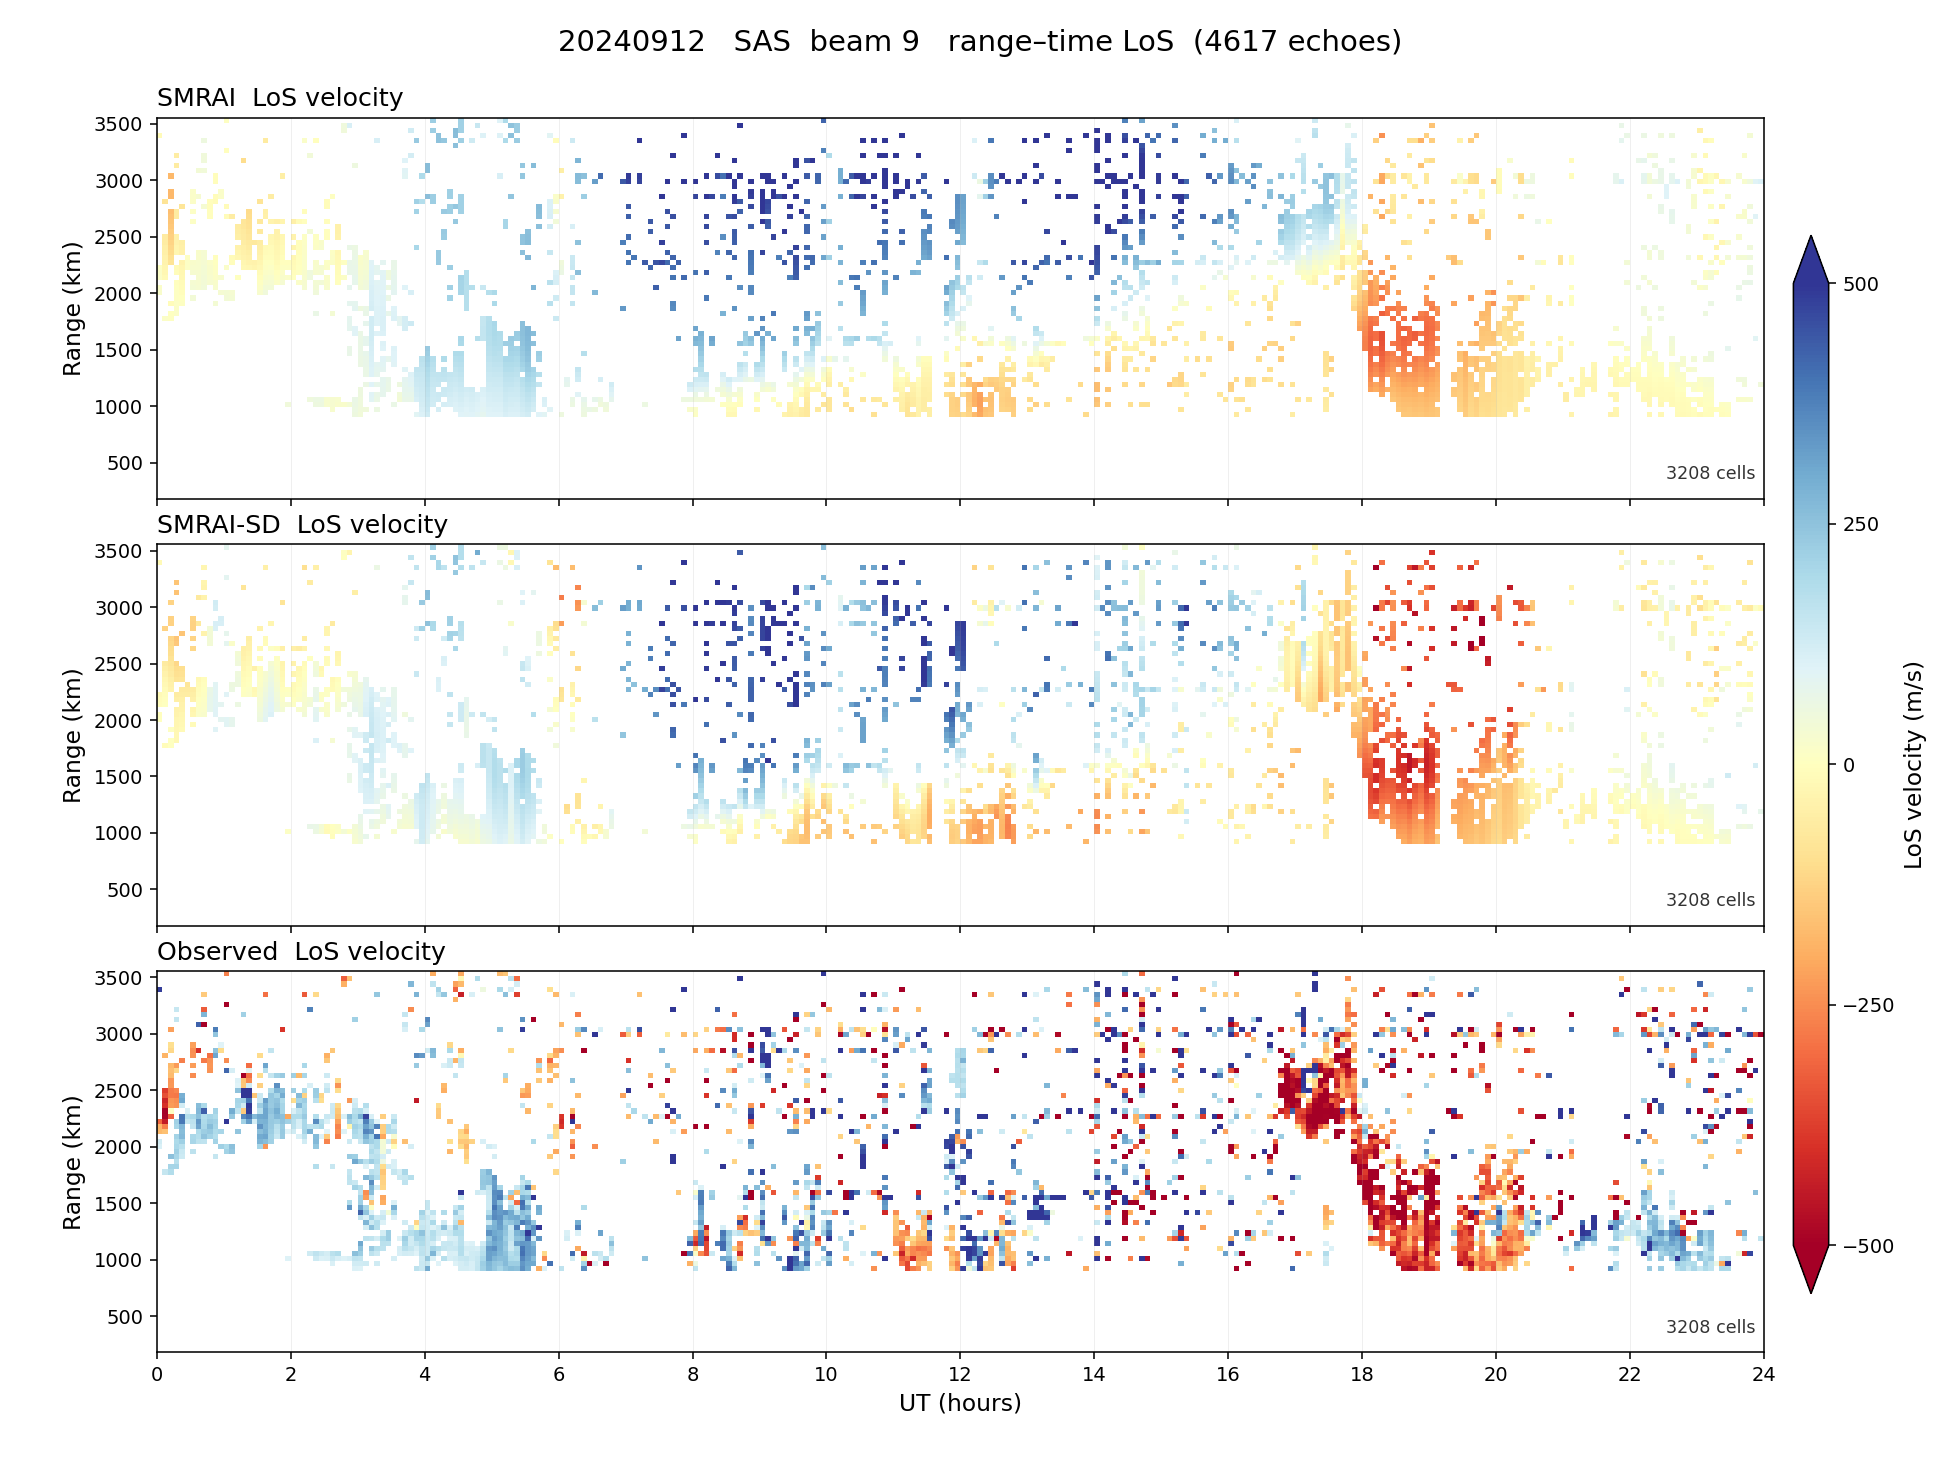 20240912   SAS  beam 9   range–time LoS  (4617 echoes)
SMRAI  LoS velocity
3500
3000
2500
2000
1500
1000
500
Range (km)
3208 cells
SMRAI-SD  LoS velocity
3500
3000
2500
2000
1500
1000
500
Range (km)
3208 cells
Observed  LoS velocity
3500
3000
2500
2000
1500
1000
500
Range (km)
3208 cells
0 2 4 6 8 10 12 14 16 18 20 22 24
UT (hours)
500
250
0
−250
−500
LoS velocity (m/s)